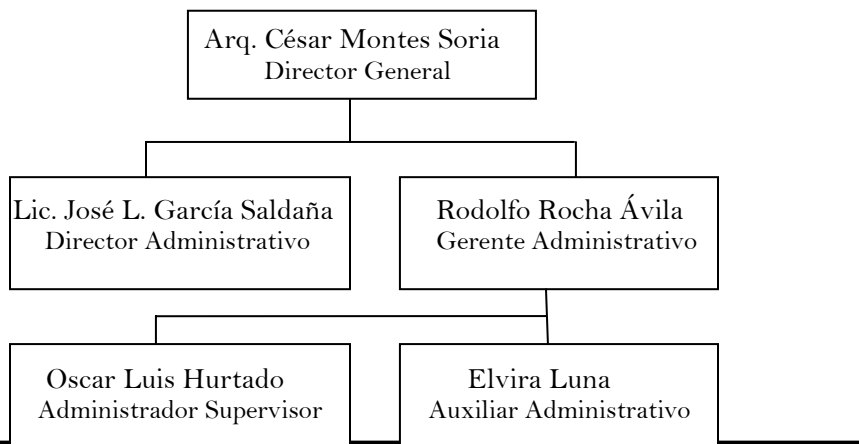 Arq. César Montes Soria
Director General
Lic. José L. García Saldaña
Director Administrativo
Rodolfo Rocha Ávila
Gerente Administrativo
Oscar Luis Hurtado
Administrador Supervisor
Elvira Luna
Auxiliar Administrativo